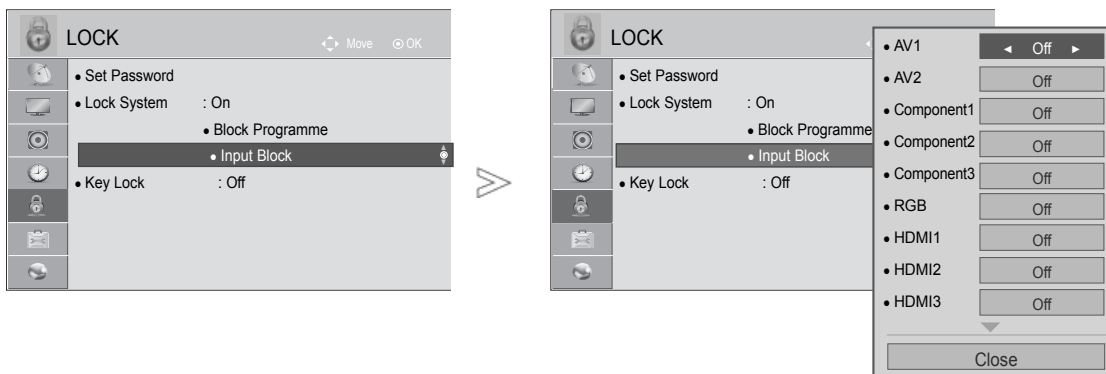 LOCK
Move OK
• Set Password
• Lock System : On
• Block Programme
• Input Block
• Key Lock : Off
LOCK
• Set Password
• Lock System : On
• Block Programme
• Input Block
• Key Lock : Off
• AV1 ◄ Off ►
• AV2 Off
• Component1 Off
• Component2 Off
• Component3 Off
• RGB Off
• HDMI1 Off
• HDMI2 Off
• HDMI3 Off
Close